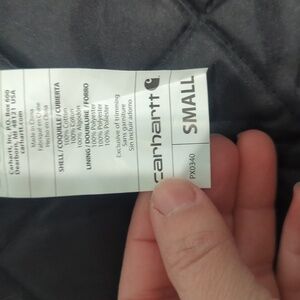 Carhartt, Inc. P.O. Box 600
Dearborn, MI 48121 USA
carhartt.com
Made in China
Fabriqué en Chine
Hecho en China
SHELL / COQUILLE / CUBIERTA
100% Cotton
100% Coton
100% Algodon
LINING / DOUBLURE / FORRO
100% Polyester
100% Polyester
100% Poliéster
Exclusive of trimming
Sans garniture
Sin incluir adorno
carhartt
SMALL
PX0340